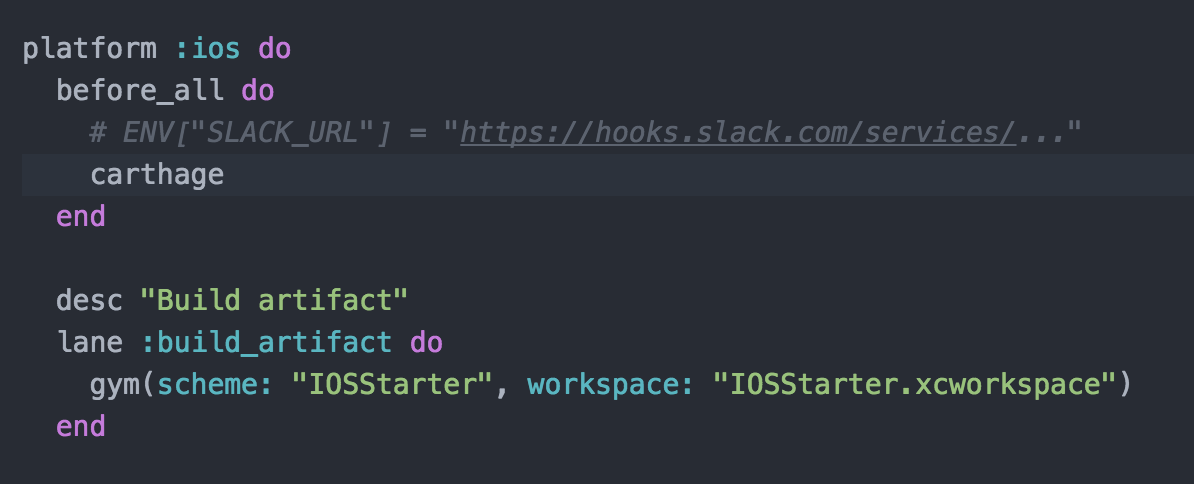 platform :ios do
  before_all do
    # ENV["SLACK_URL"] = "https://hooks.slack.com/services/..."
    carthage
  end

  desc "Build artifact"
  lane :build_artifact do
    gym(scheme: "IOSStarter", workspace: "IOSStarter.xcworkspace")
  end